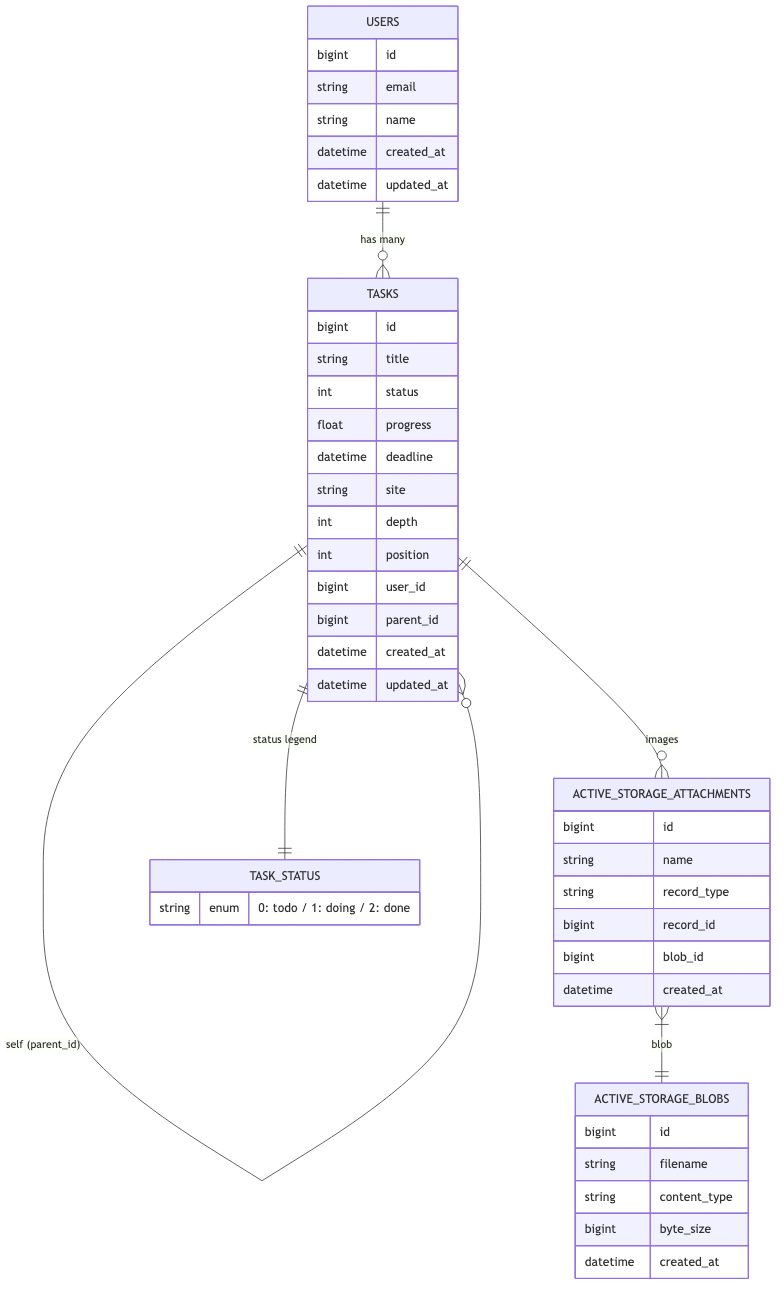 USERS
bigint id
string email
string name
datetime created_at
datetime updated_at
has many
TASKS
bigint id
string title
int status
float progress
datetime deadline
string site
int depth
int position
bigint user_id
bigint parent_id
datetime created_at
datetime updated_at
status legend
images
ACTIVE_STORAGE_ATTACHMENTS
bigint id
string name
string record_type
bigint record_id
bigint blob_id
datetime created_at
TASK_STATUS
string enum 0: todo / 1: doing / 2: done
self (parent_id)
blob
ACTIVE_STORAGE_BLOBS
bigint id
string filename
string content_type
bigint byte_size
datetime created_at